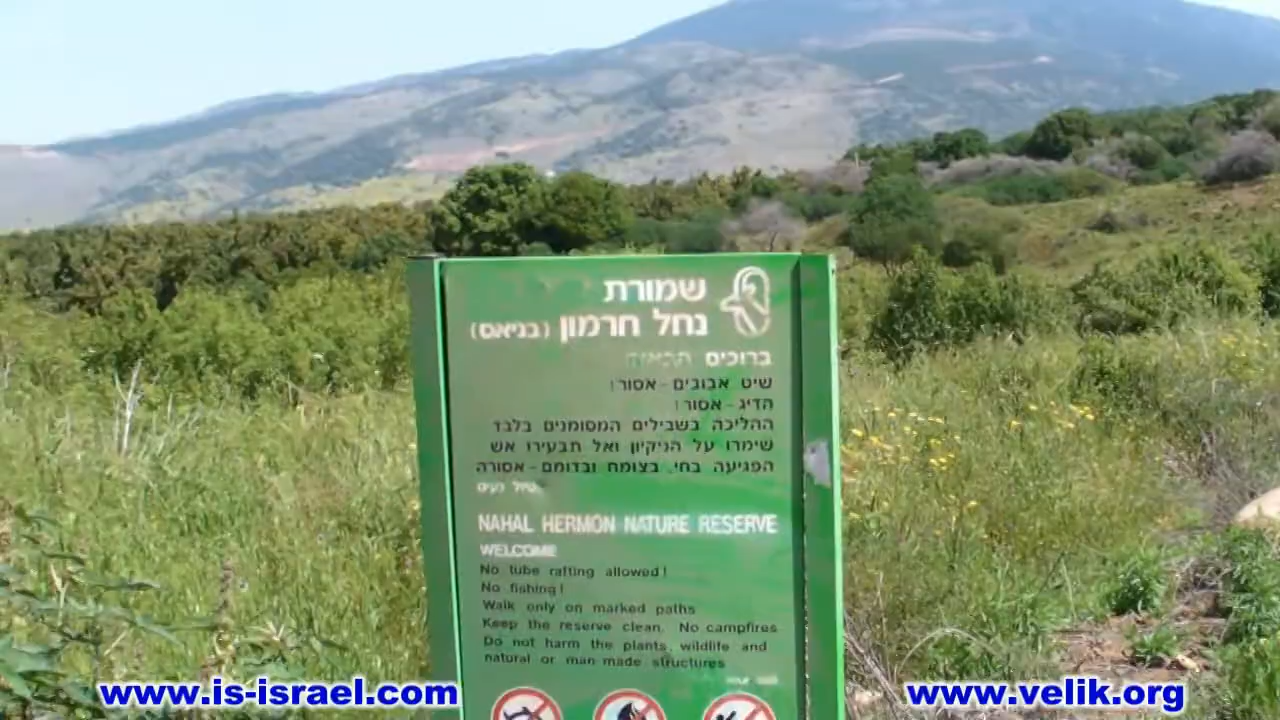 שמורת
נחל חרמון (בניאס)
ברוכים הבאים
שיט אבובים - אסור!
הדיג - אסור!
ההליכה בשבילים המסומנים בלבד
שימרו על הניקיון ואל תבעירו אש
הפגיעה בחי, בצומח ובדומם - אסורה
טיול נעים
NAHAL HERMON NATURE RESERVE
WELCOME
No tube rafting allowed!
No fishing!
Walk only on marked paths
Keep the reserve clean. No campfires
Do not harm the plants, wildlife and
natural or man-made structures
www.is-israel.com
www.velik.org